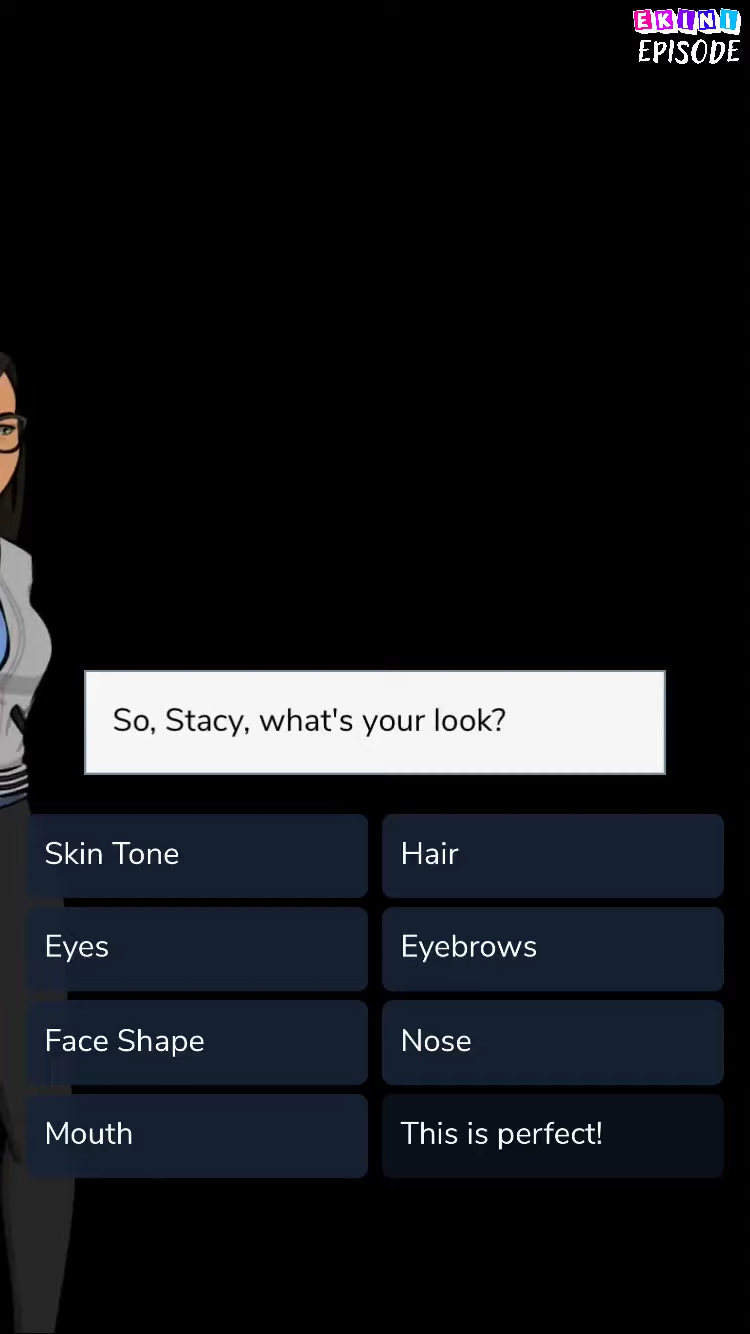 EKINI
EPISODE
So, Stacy, what's your look?
Skin Tone
Hair
Eyes
Eyebrows
Face Shape
Nose
Mouth
This is perfect!